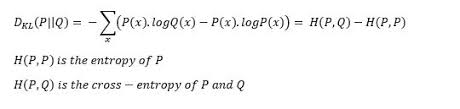 D_KL(P||Q) = −∑_x(P(x).logQ(x) − P(x).logP(x)) = H(P,Q) − H(P,P)
H(P,P) is the entropy of P
H(P,Q) is the cross − entropy of P and Q